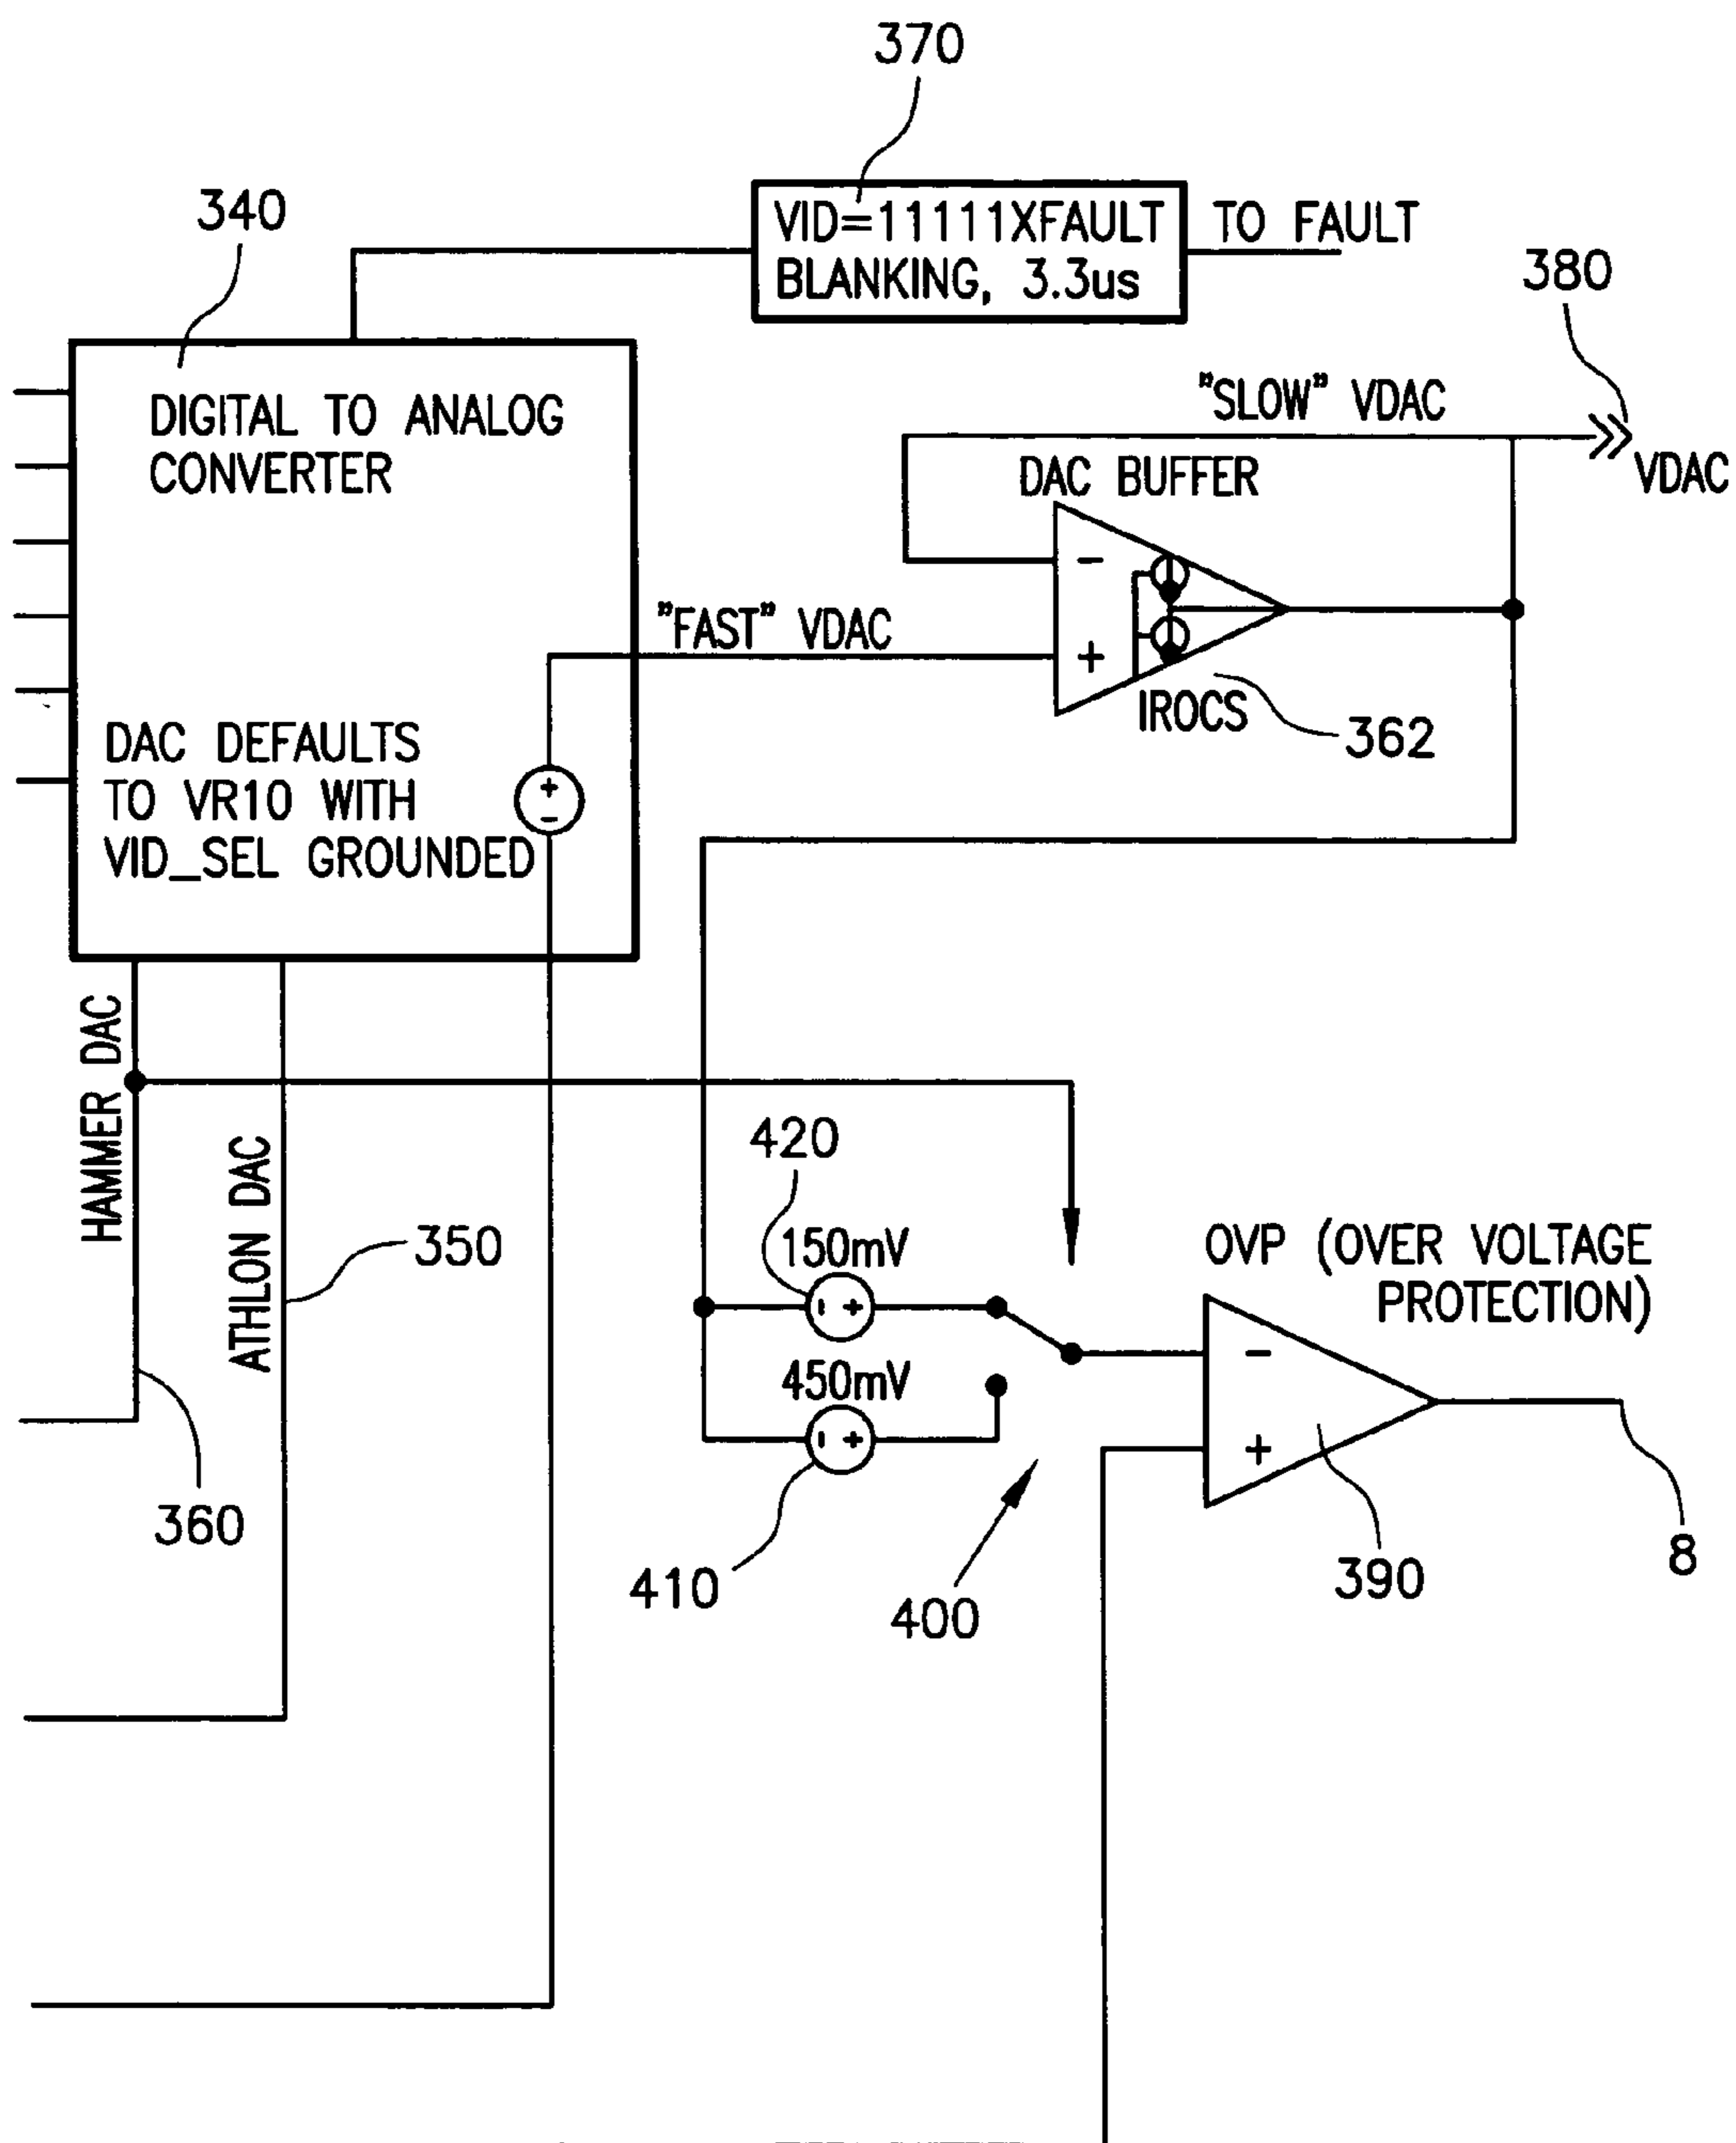 370
340
VID=11111XFAULT
BLANKING, 3.3us
TO FAULT
380
DIGITAL TO ANALOG
CONVERTER
"SLOW" VDAC
VDAC
DAC BUFFER
-
+
"FAST" VDAC
IROCS
362
DAC DEFAULTS
TO VR10 WITH
VID_SEL GROUNDED
+
-
HAMMER DAC
ATHLON DAC
350
360
420
150mV
- +
450mV
- +
410
400
OVP (OVER VOLTAGE
PROTECTION)
-
+
390
8